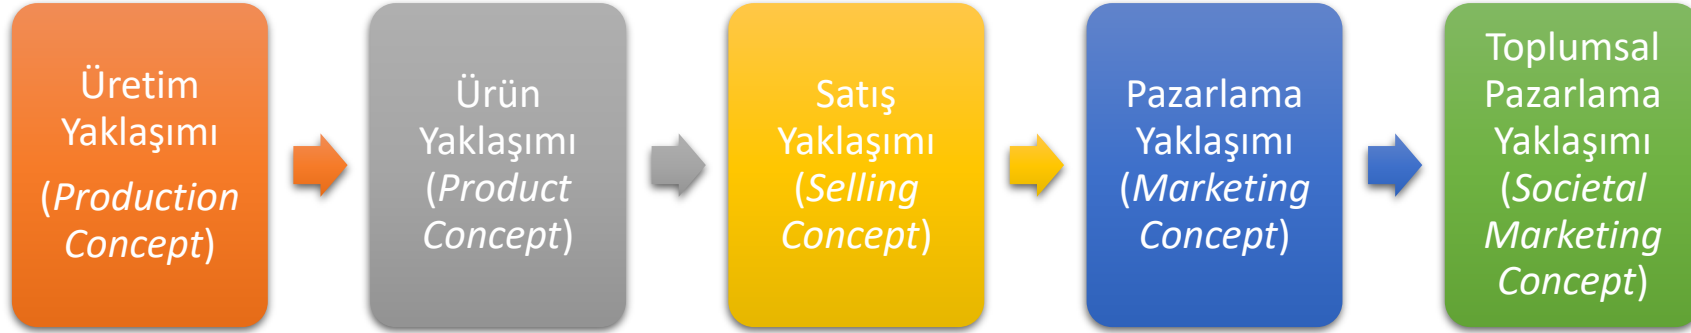 Üretim
Yaklaşımı
(Production
Concept)
Ürün
Yaklaşımı
(Product
Concept)
Satış
Yaklaşımı
(Selling
Concept)
Pazarlama
Yaklaşımı
(Marketing
Concept)
Toplumsal
Pazarlama
Yaklaşımı
(Societal
Marketing
Concept)